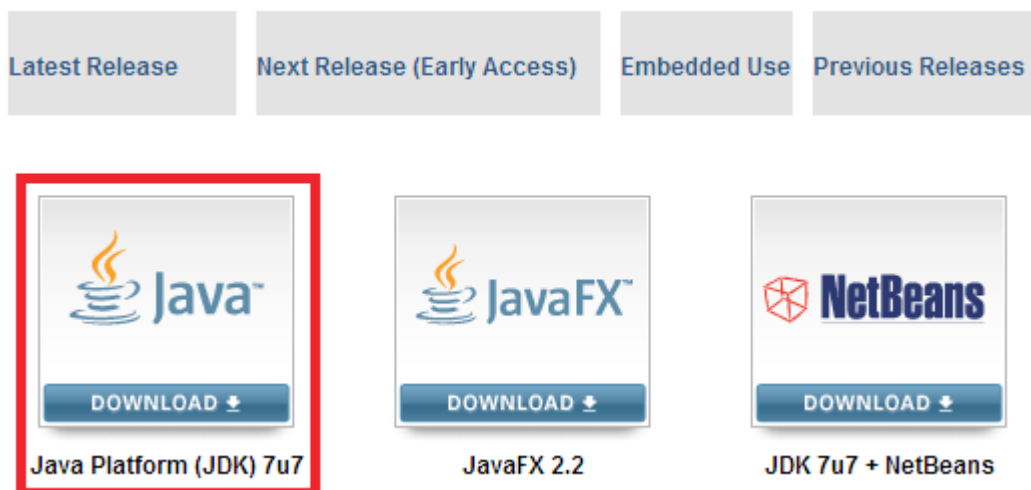 Latest Release
Next Release (Early Access)
Embedded Use
Previous Releases
Java™
DOWNLOAD
Java Platform (JDK) 7u7
JavaFX™
DOWNLOAD
JavaFX 2.2
NetBeans
DOWNLOAD
JDK 7u7 + NetBeans